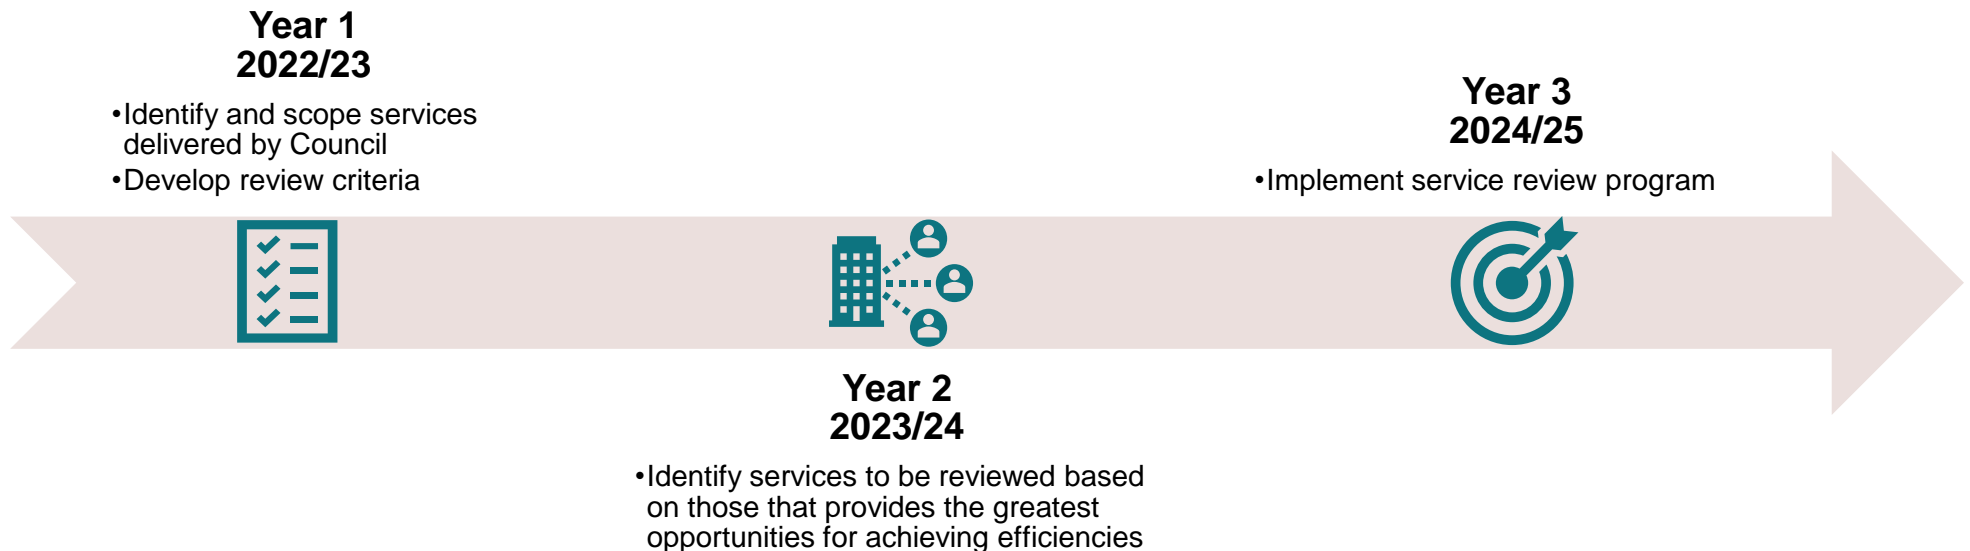 Year 1
2022/23
•Identify and scope services
delivered by Council
•Develop review criteria
Year 2
2023/24
•Identify services to be reviewed based
on those that provides the greatest
opportunities for achieving efficiencies
Year 3
2024/25
•Implement service review program